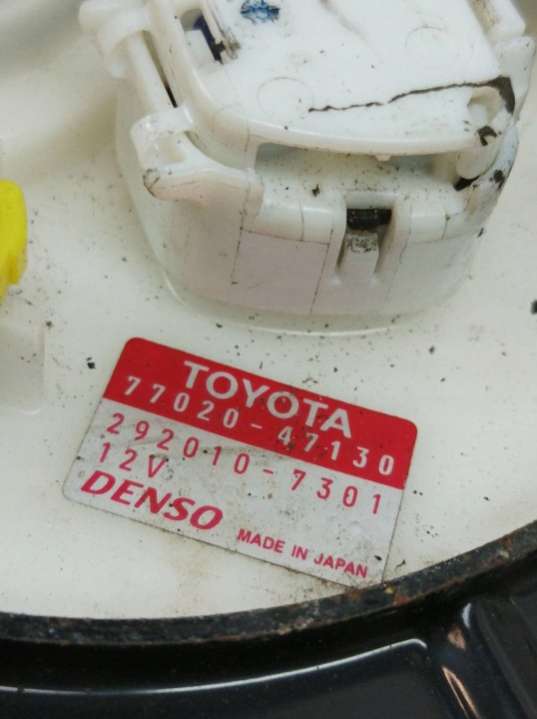 TOYOTA
77020-47130
292010-7301
12V
DENSO
MADE IN JAPAN